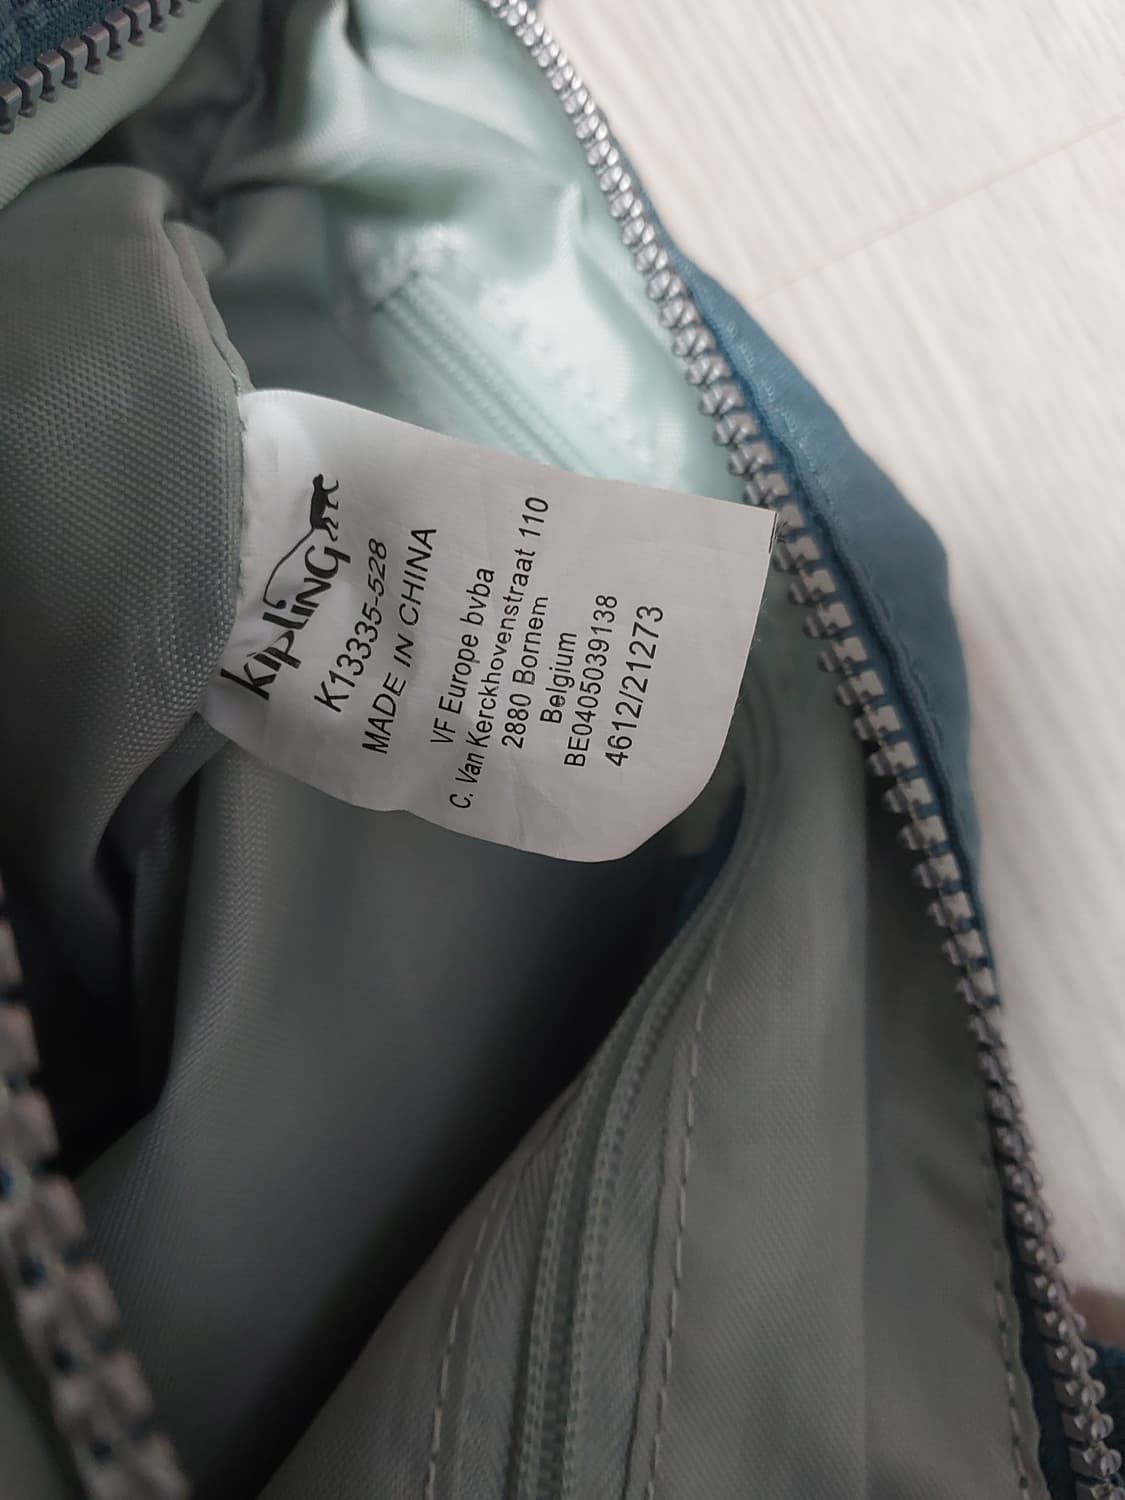 kipling
K13335-528
MADE IN CHINA
VF Europe bvba
C. Van Kerckhovenstraat 110
2880 Bornem
Belgium
BE0405039138
4612/21273